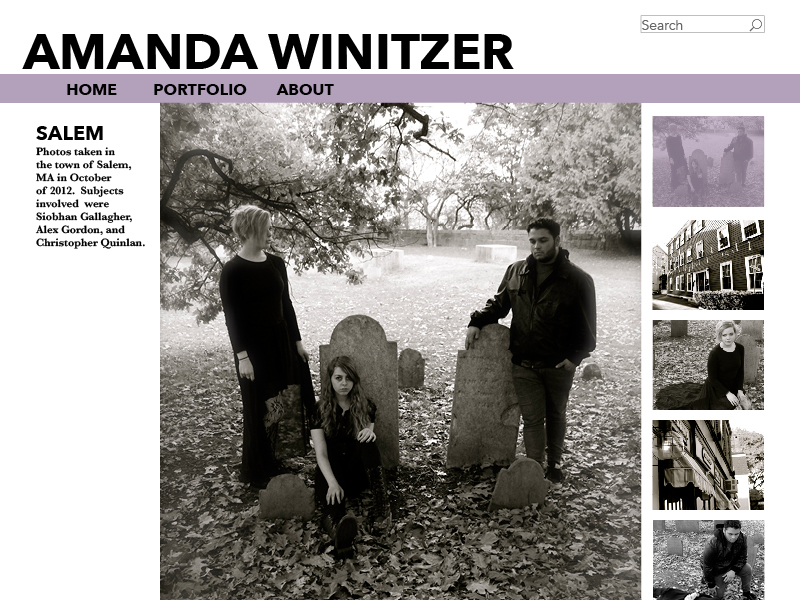 Search
AMANDA WINITZER
HOME PORTFOLIO ABOUT
SALEM
Photos taken in
the town of Salem,
MA in October
of 2012. Subjects
involved were
Siobhan Gallagher,
Alex Gordon, and
Christopher Quinlan.